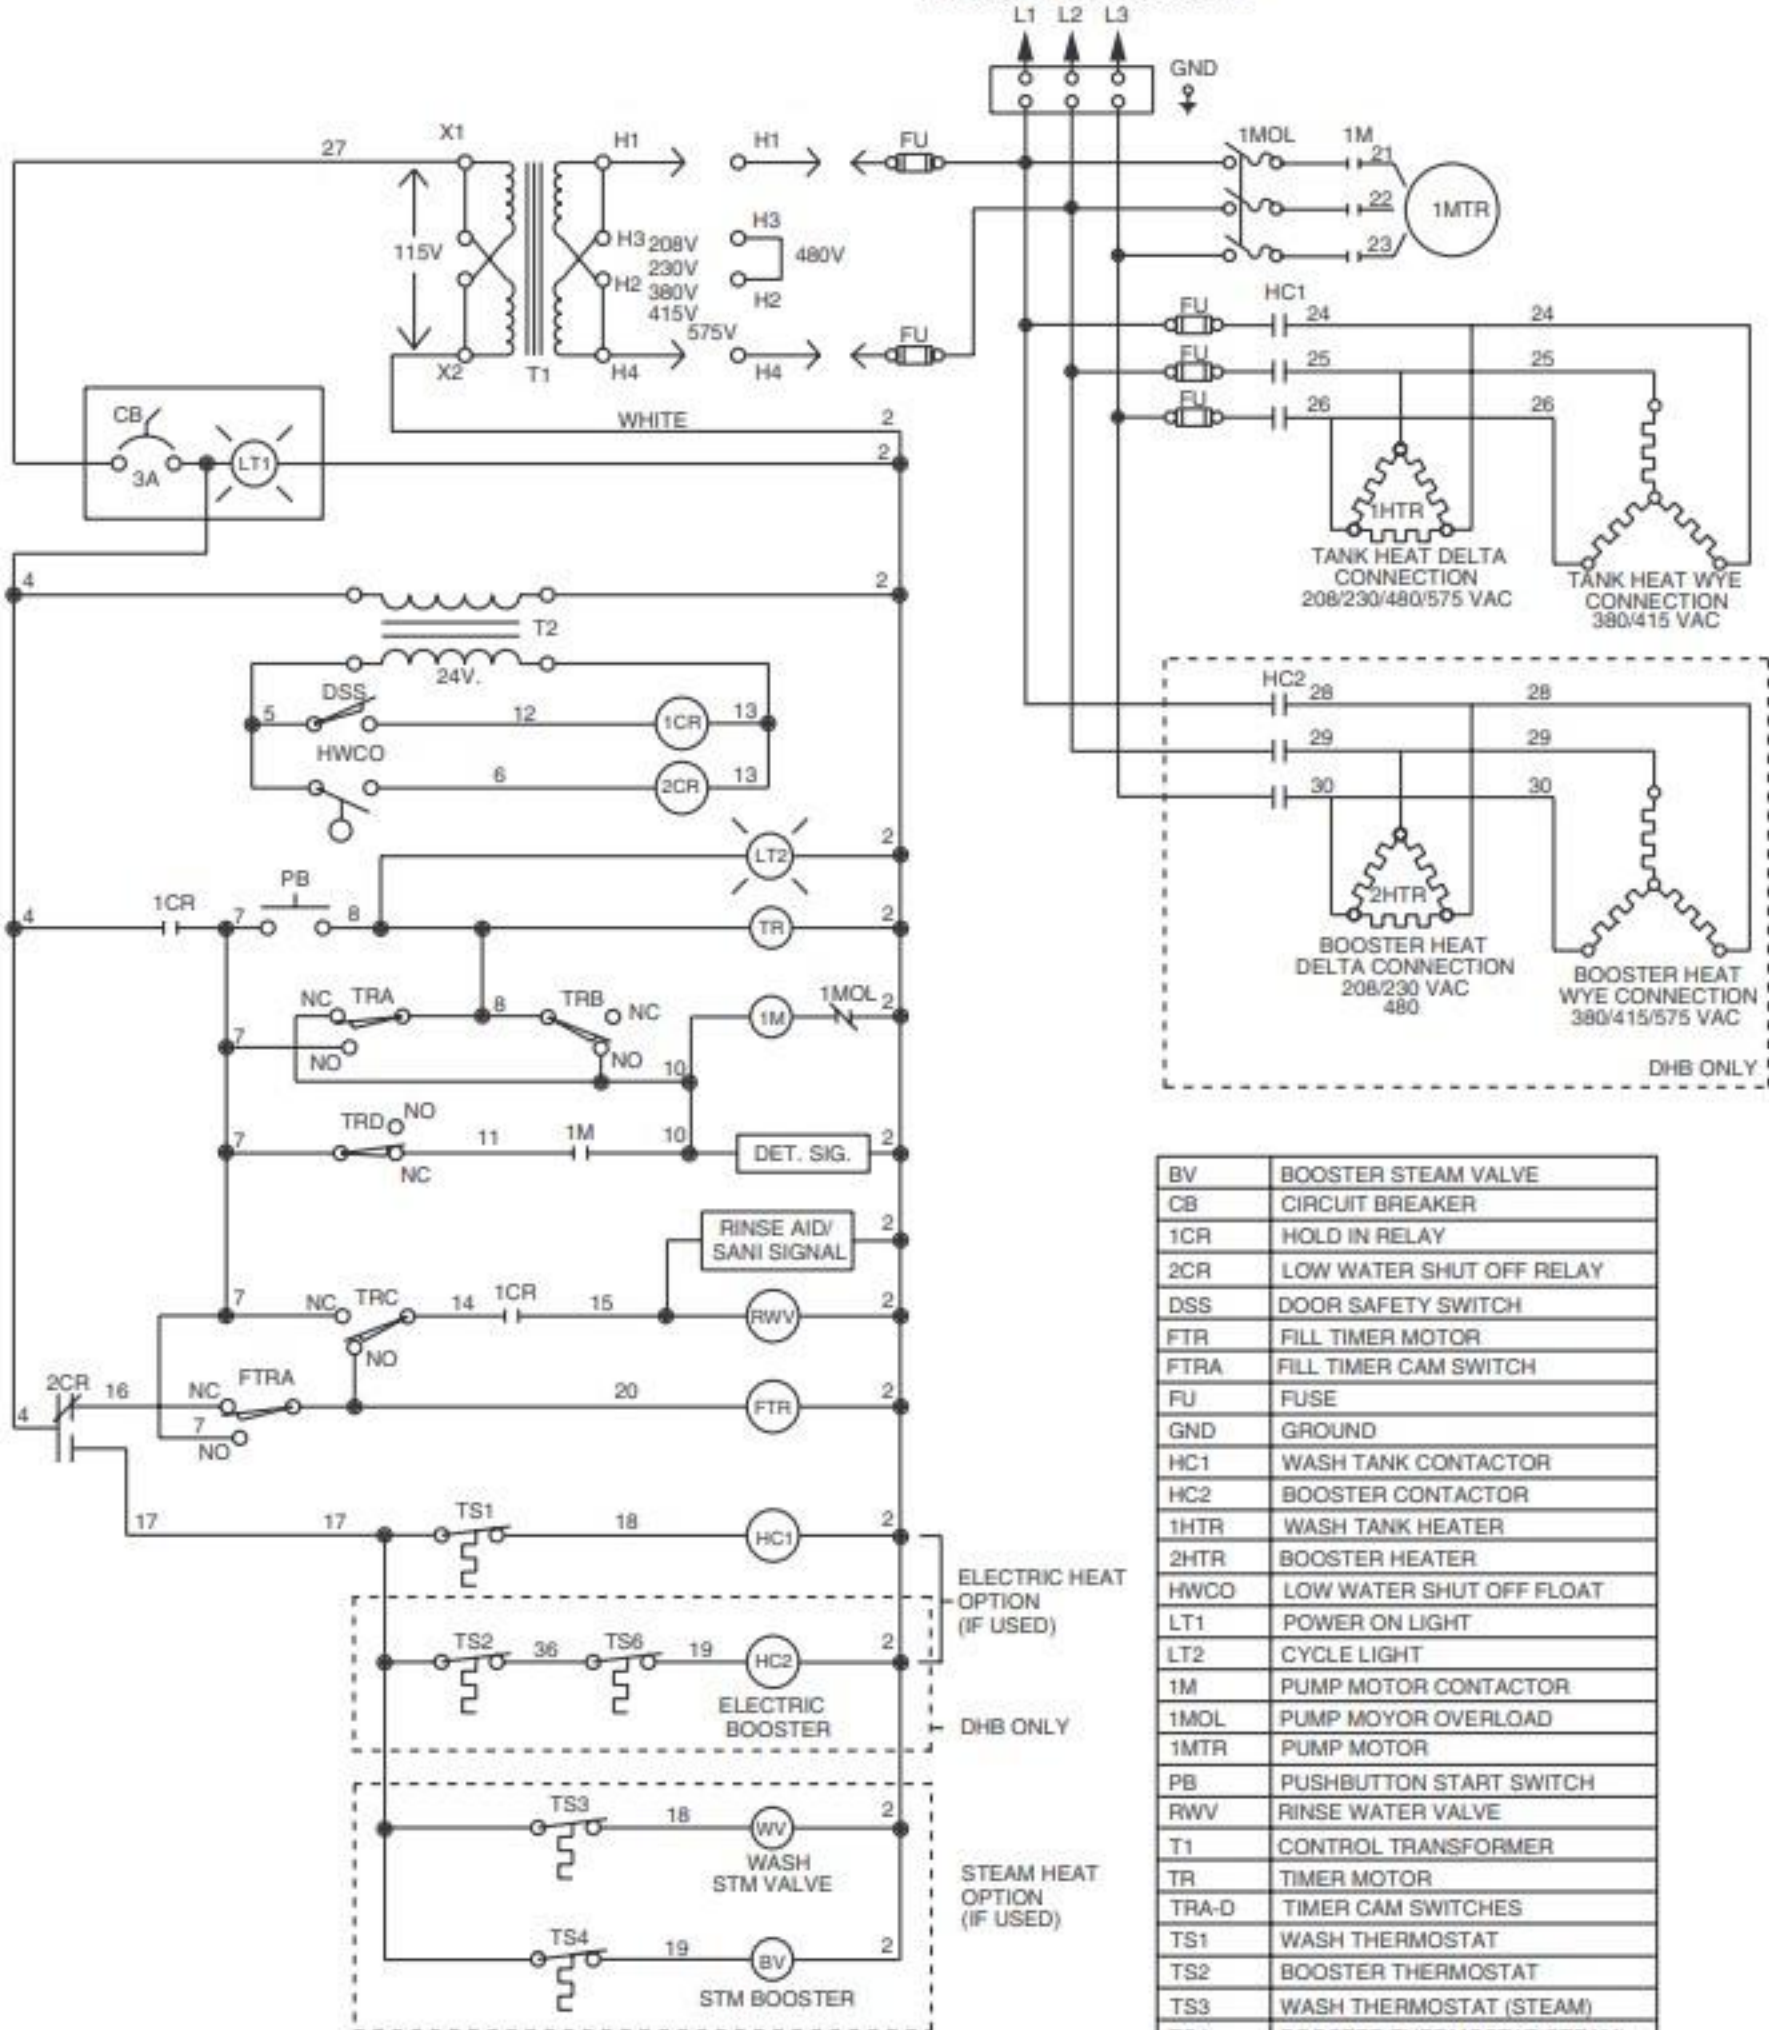 L1 L2 L3
GND
27 X1 H1 H1 FU 1MOL 1M 21
22 1MTR
23
115V
H3 208V
230V
H2 380V
415V
575V
H3
480V
H2
X2 T1 H4 H4 FU
HC1
FU 24 24
FU 25 25
FU 26 26
1HTR
TANK HEAT DELTA
CONNECTION
208/230/480/575 VAC
TANK HEAT WYE
CONNECTION
380/415 VAC
WHITE 2
CB
3A LT1 2
4 2
T2
24V.
DSS
5 12 1CR 13
HWCO
6 2CR 13
HC2
28 28
29 29
30 30
2HTR
BOOSTER HEAT
DELTA CONNECTION
208/230 VAC
480
BOOSTER HEAT
WYE CONNECTION
380/415/575 VAC
DHB ONLY
LT2 2
4 1CR 7 PB 8 TR 2
NC TRA 8 TRB NC 1M 1MOL 2
7 NO NO
10
TRD NO
7 11 1M 10 DET. SIG. 2
NC
RINSE AID/
SANI SIGNAL 2
7 NC TRC 14 1CR 15 RWV 2
NO
4 2CR 16 NC FTRA 20 FTR 2
7
NO
17 17 TS1 18 HC1 2
ELECTRIC HEAT
OPTION
(IF USED)
TS2 36 TS6 19 HC2 2
ELECTRIC
BOOSTER
DHB ONLY
TS3 18 WV 2
WASH
STM VALVE
STEAM HEAT
OPTION
(IF USED)
TS4 19 BV 2
STM BOOSTER
BV BOOSTER STEAM VALVE
CB CIRCUIT BREAKER
1CR HOLD IN RELAY
2CR LOW WATER SHUT OFF RELAY
DSS DOOR SAFETY SWITCH
FTR FILL TIMER MOTOR
FTRA FILL TIMER CAM SWITCH
FU FUSE
GND GROUND
HC1 WASH TANK CONTACTOR
HC2 BOOSTER CONTACTOR
1HTR WASH TANK HEATER
2HTR BOOSTER HEATER
HWCO LOW WATER SHUT OFF FLOAT
LT1 POWER ON LIGHT
LT2 CYCLE LIGHT
1M PUMP MOTOR CONTACTOR
1MOL PUMP MOYOR OVERLOAD
1MTR PUMP MOTOR
PB PUSHBUTTON START SWITCH
RWV RINSE WATER VALVE
T1 CONTROL TRANSFORMER
TR TIMER MOTOR
TRA-D TIMER CAM SWITCHES
TS1 WASH THERMOSTAT
TS2 BOOSTER THERMOSTAT
TS3 WASH THERMOSTAT (STEAM)